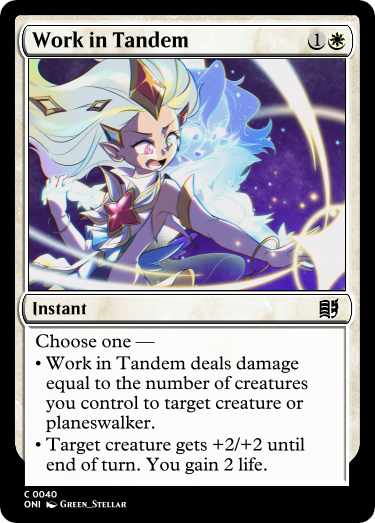 Work in Tandem 1
Instant
Choose one —
• Work in Tandem deals damage
equal to the number of creatures
you control to target creature or
planeswalker.
• Target creature gets +2/+2 until
end of turn. You gain 2 life.
C 0040
ONI Green_Stellar